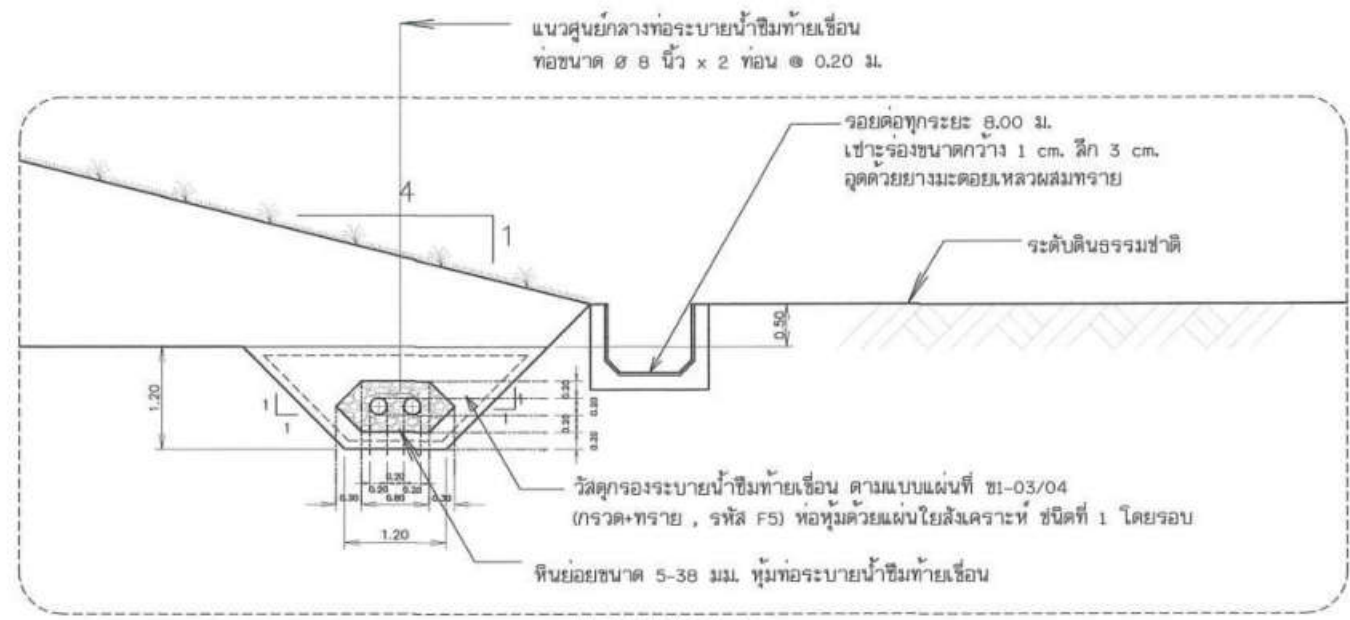 แนวศูนย์กลางท่อระบายน้ำซึมท้ายเขื่อน
ท่อขนาด Ø 8 นิ้ว x 2 ท่อน @ 0.20 ม.
รอยต่อทุกระยะ 8.00 ม.
เซาะร่องขนาดกว้าง 1 cm. ลึก 3 cm.
อุดด้วยยางมะตอยเหลวผสมทราย
4
1
ระดับดินธรรมชาติ
0.50
1.20
1
1
1
1
0.20
0.20
0.20
0.20
0.20
0.20 0.20
0.30 0.80 0.30
1.20
วัสดุกรองระบายน้ำซึมท้ายเขื่อน ตามแบบแผ่นที่ ข1-03/04
(กรวด+ทราย , รหัส F5) ห่อหุ้มด้วยแผ่นใยสังเคราะห์ ชนิดที่ 1 โดยรอบ
หินย่อยขนาด 5-38 มม. หุ้มท่อระบายน้ำซึมท้ายเขื่อน